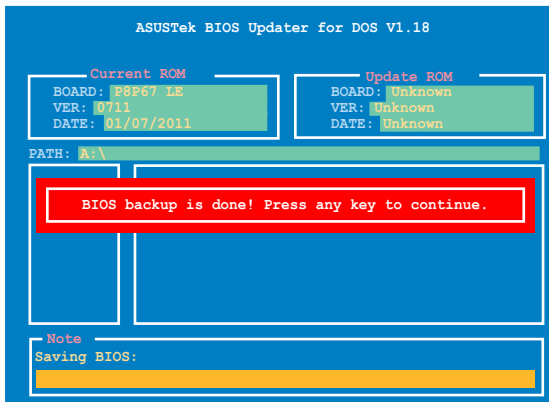 ASUSTek BIOS Updater for DOS V1.18
Current ROM
BOARD: P8P67 LE
VER: 0711
DATE: 01/07/2011
Update ROM
BOARD: Unknown
VER: Unknown
DATE: Unknown
PATH: A:\
BIOS backup is done! Press any key to continue.
Note
Saving BIOS: